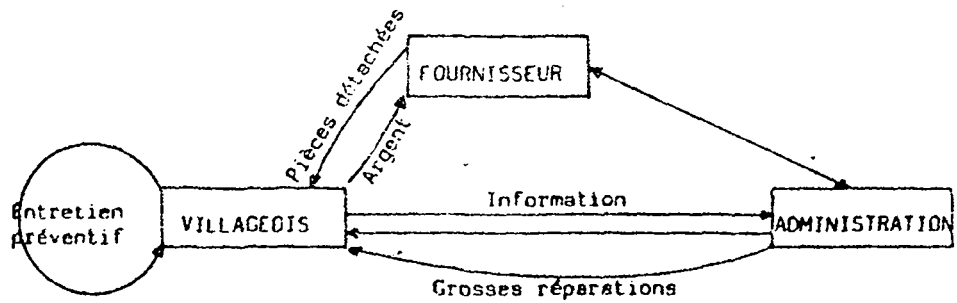 Pièces détachées
FOURNISSEUR
Argent
Entretien
préventif
VILLAGEOIS
Information
ADMINISTRATION
Grosses réparations